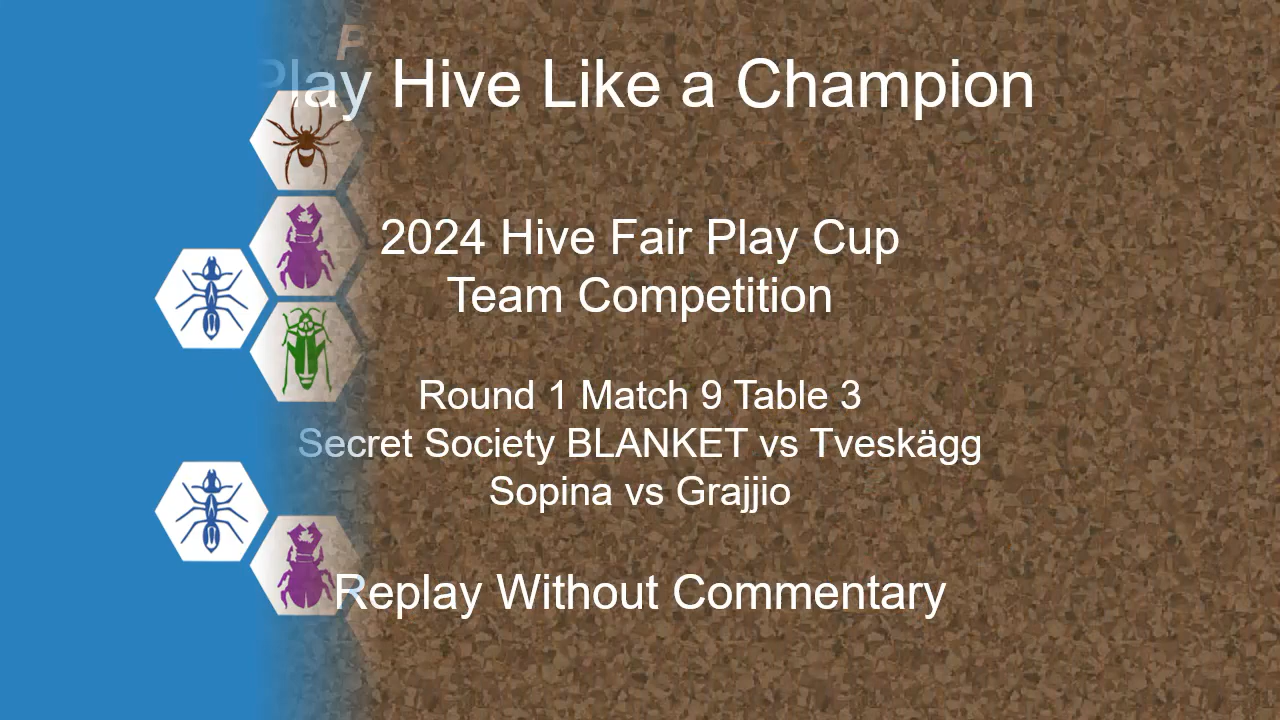 Play Hive Like a Champion
2024 Hive Fair Play Cup
Team Competition
Round 1 Match 9 Table 3
Secret Society BLANKET vs Tveskägg
Sopina vs Grajjio
Replay Without Commentary